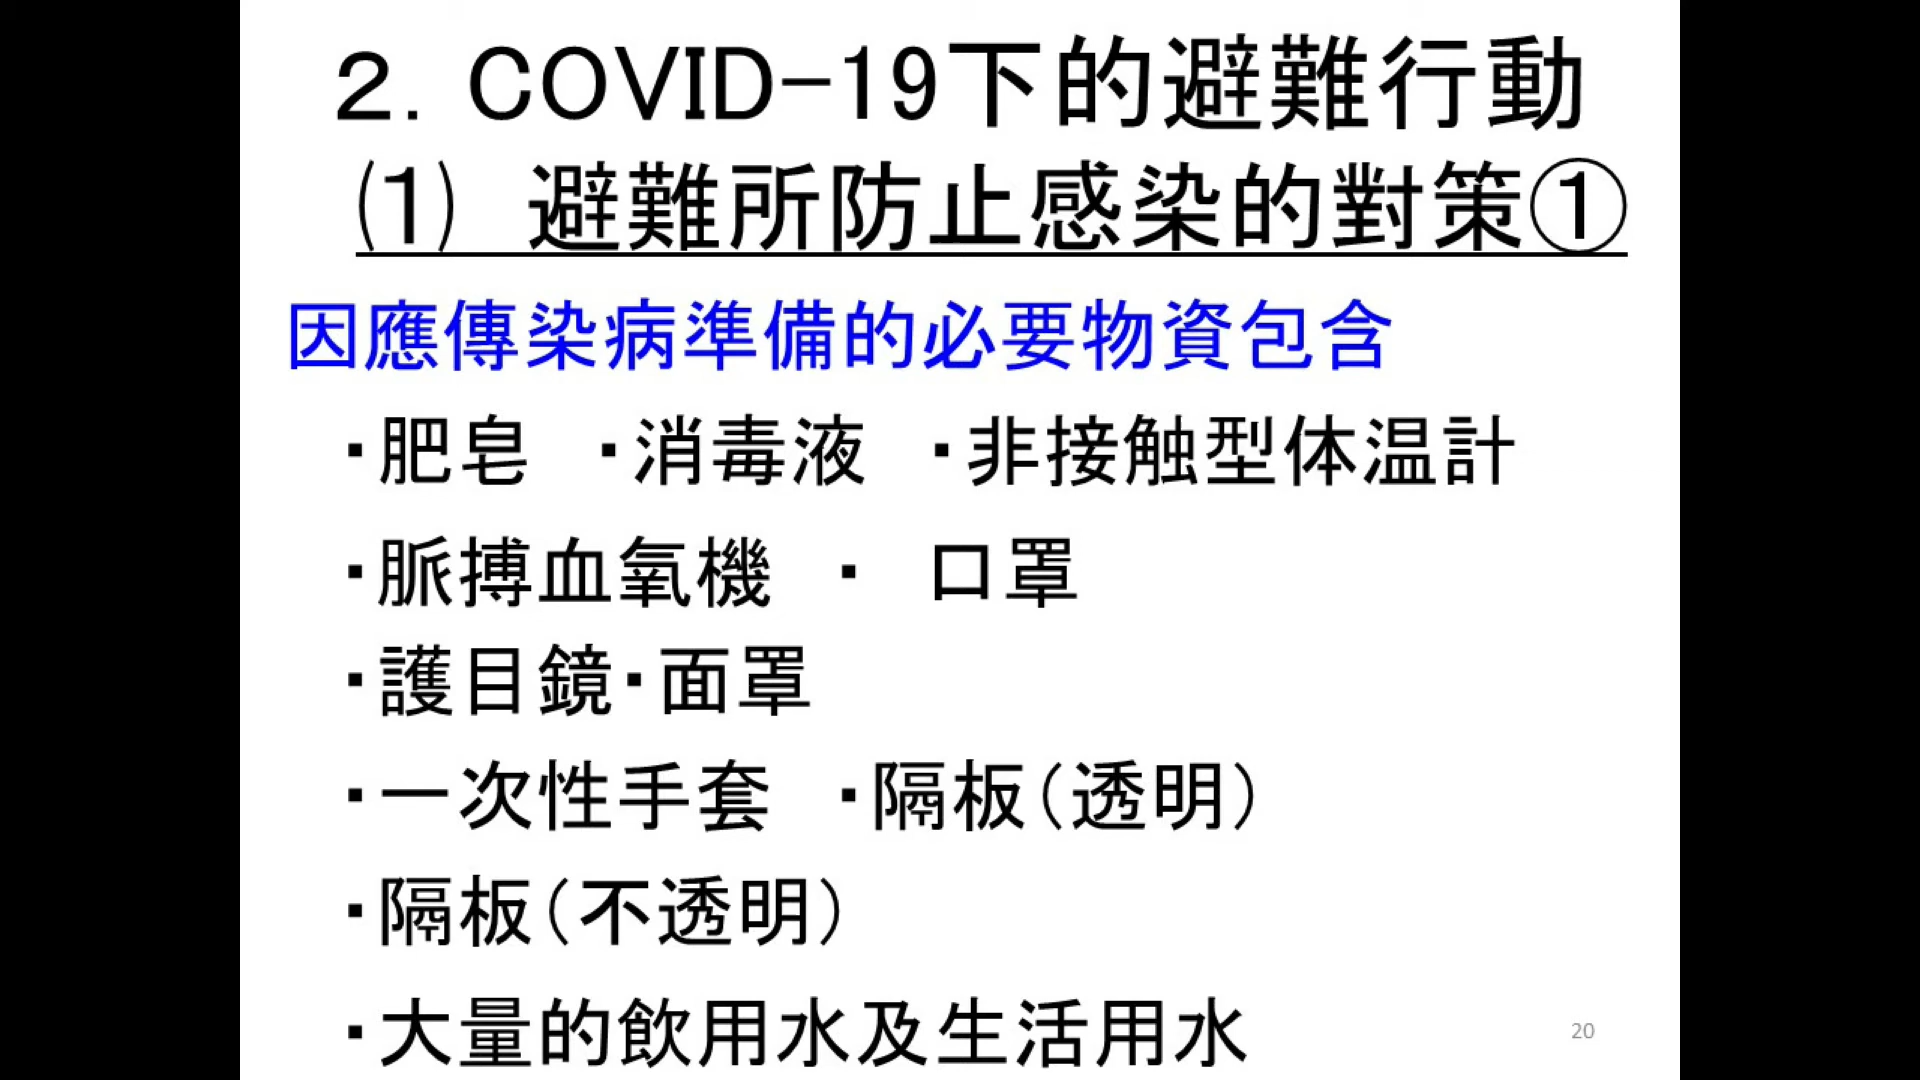 ２．COVID-19下的避難行動
⑴　避難所防止感染的對策①
因應傳染病準備的必要物資包含
・肥皂　・消毒液　・非接触型体温計
・脈搏血氧機　・　口罩
・護目鏡・面罩
・一次性手套　・隔板（透明）
・隔板（不透明）
・大量的飲用水及生活用水
20